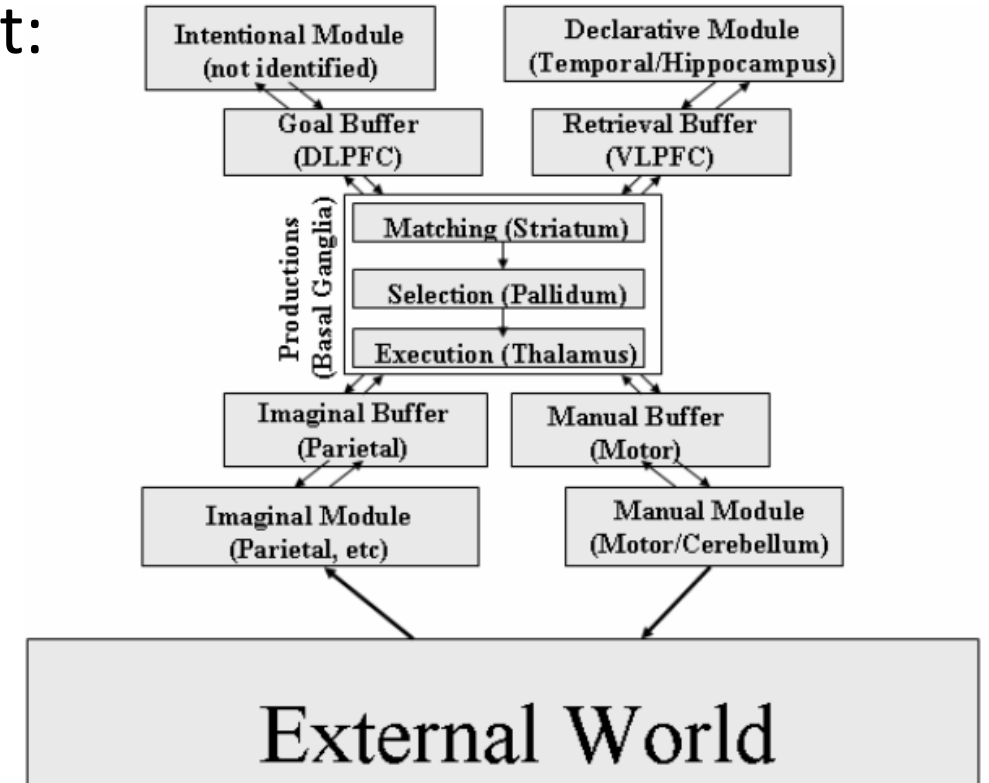 t:
Intentional Module
(not identified)
Declarative Module
(Temporal/Hippocampus)
Goal Buffer
(DLPFC)
Retrieval Buffer
(VLPFC)
Productions
(Basal Ganglia)
Matching (Striatum)
Selection (Pallidum)
Execution (Thalamus)
Imaginal Buffer
(Parietal)
Manual Buffer
(Motor)
Imaginal Module
(Parietal, etc)
Manual Module
(Motor/Cerebellum)
External World